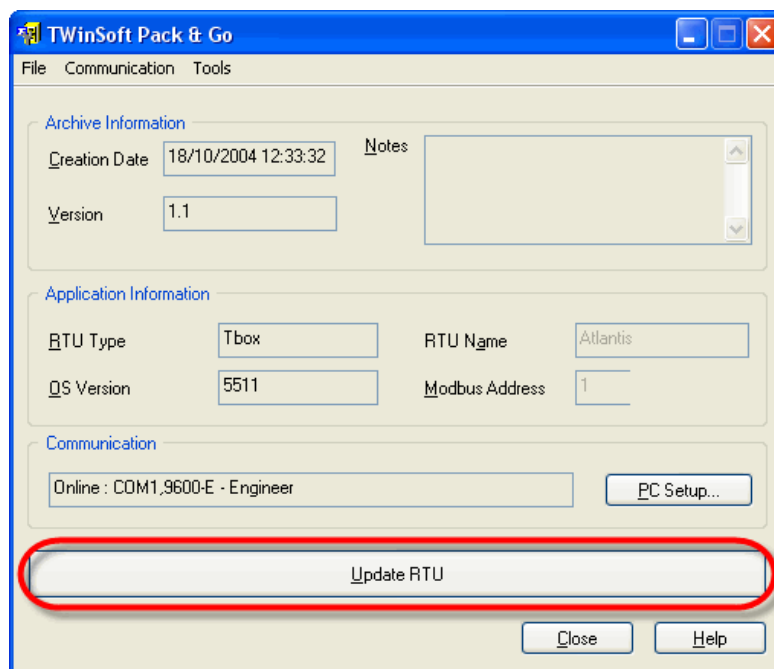 TWinSoft Pack & Go
File Communication Tools
Archive Information
Creation Date 18/10/2004 12:33:32 Notes
Version 1.1
Application Information
RTU Type Tbox RTU Name Atlantis
OS Version 5511 Modbus Address 1
Communication
Online : COM1,9600-E - Engineer PC Setup...
Update RTU
Close Help